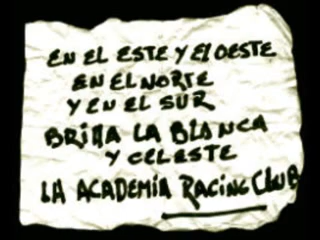 EN EL ESTE Y EL OESTE
EN EL NORTE
Y EN EL SUR
BRILLA LA BLANCA
Y CELESTE
LA ACADEMIA RACING CLUB